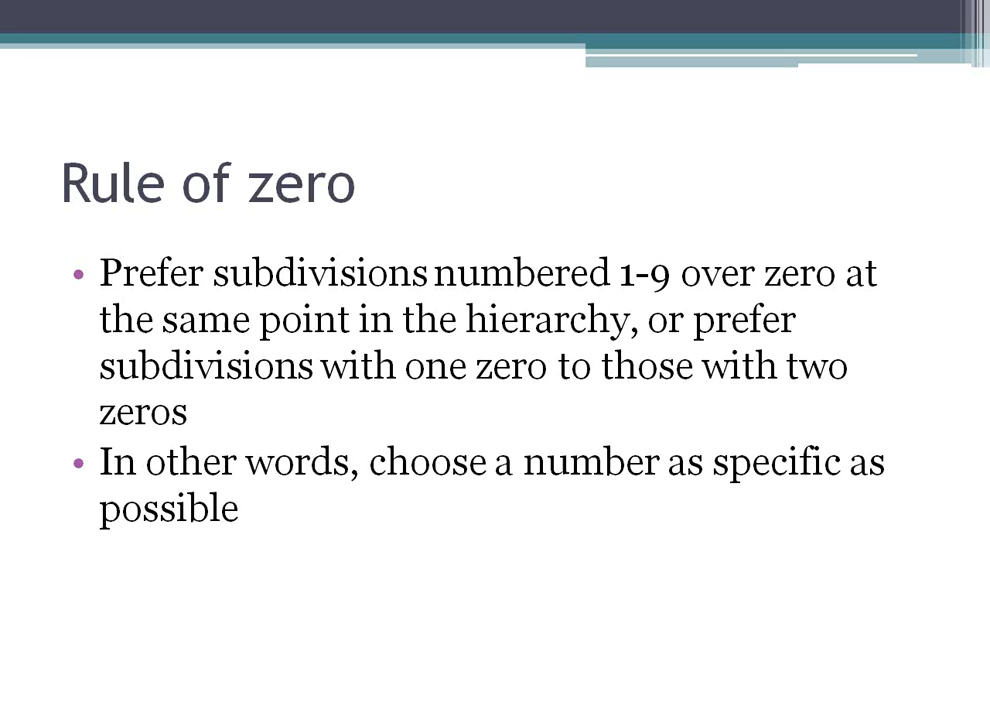 Rule of zero
• Prefer subdivisions numbered 1-9 over zero at
the same point in the hierarchy, or prefer
subdivisions with one zero to those with two
zeros
• In other words, choose a number as specific as
possible